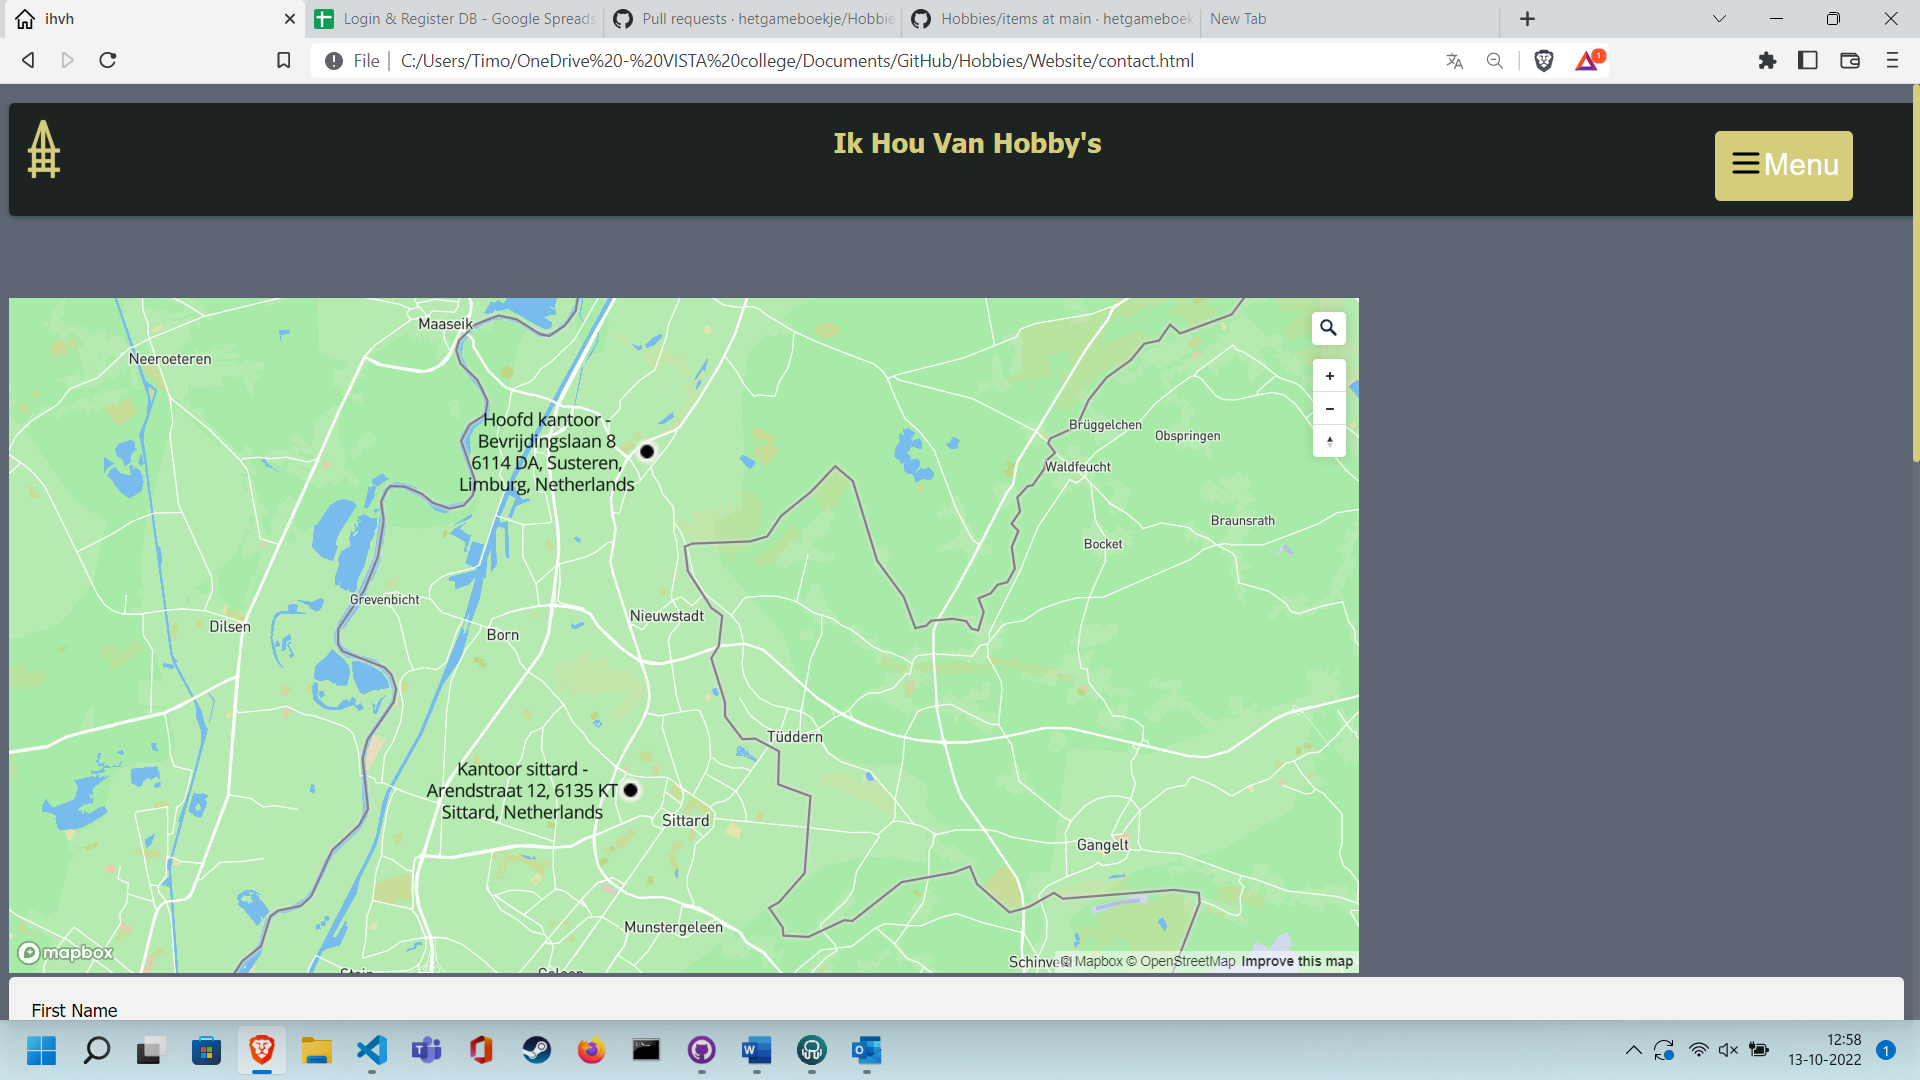 ihvh
Login & Register DB - Google Spreads
Pull requests · hetgameboekje/Hobbie
Hobbies/items at main · hetgameboek
New Tab
File
C:/Users/Timo/OneDrive%20-%20VISTA%20college/Documents/GitHub/Hobbies/Website/contact.html
1
Ik Hou Van Hobby's
Menu
Maaseik
Neeroeteren
Hoofd kantoor -
Bevrijdingslaan 8
6114 DA, Susteren,
Limburg, Netherlands
Brüggelchen
Obspringen
Waldfeucht
Braunsrath
Bocket
Grevenbicht
Nieuwstadt
Dilsen
Born
Tüddern
Kantoor sittard -
Arendstraat 12, 6135 KT
Sittard, Netherlands
Sittard
Gangelt
Munstergeleen
mapbox
© Mapbox © OpenStreetMap Improve this map
First Name
12:58
13-10-2022
1